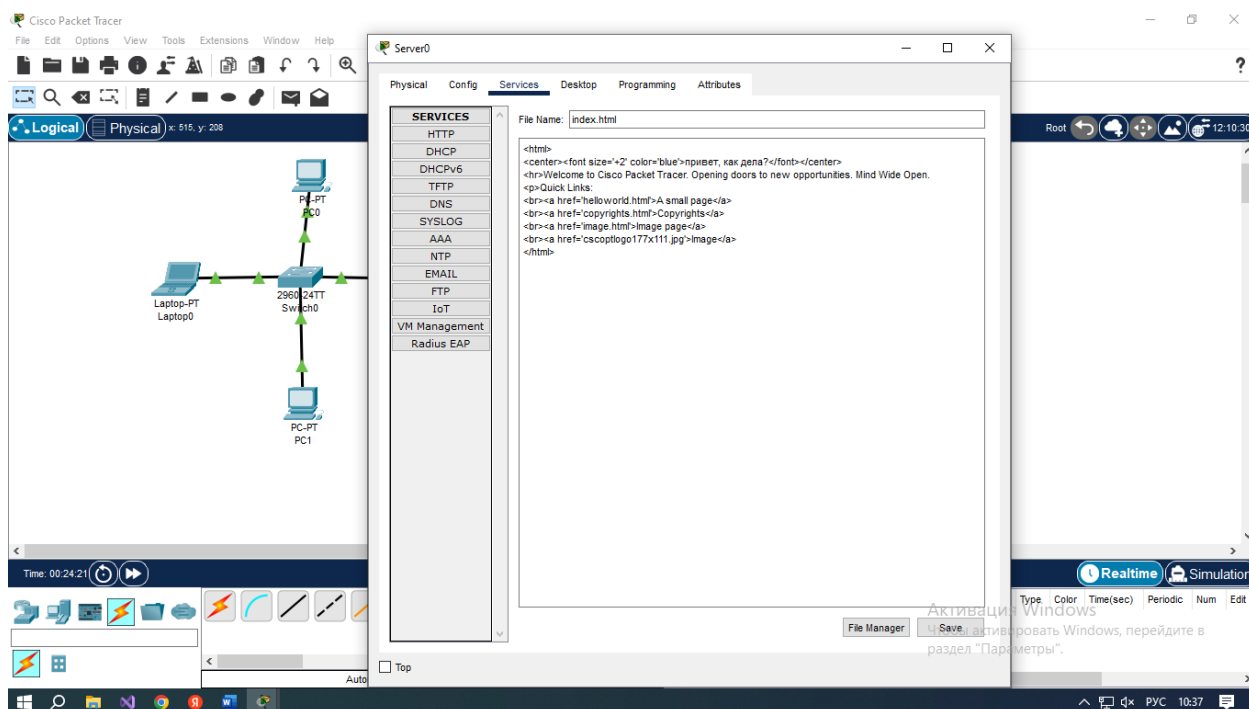 Cisco Packet Tracer
File Edit Options View Tools Extensions Window Help
?
Logical Physical x: 515, y: 208
Root 12:10:30
PC-PT
PC0
Laptop-PT
Laptop0
2960-24TT
Switch0
PC-PT
PC1
Server0
Physical Config Services Desktop Programming Attributes
SERVICES
HTTP
DHCP
DHCPv6
TFTP
DNS
SYSLOG
AAA
NTP
EMAIL
FTP
IoT
VM Management
Radius EAP
File Name: index.html
<html>
<center><font size='+2' color='blue'>привет, как дела?</font></center>
<hr>Welcome to Cisco Packet Tracer. Opening doors to new opportunities. Mind Wide Open.
<p>Quick Links:
<br><a href='helloworld.html'>A small page</a>
<br><a href='copyrights.html'>Copyrights</a>
<br><a href='image.html'>Image page</a>
<br><a href='cscoptlogo177x111.jpg'>Image</a>
</html>
File Manager Save
Top
Time: 00:24:21
Realtime Simulation
Type Color Time(sec) Periodic Num Edit
Активация Windows
Чтобы активировать Windows, перейдите в
раздел "Параметры".
Auto
РУС 10:37